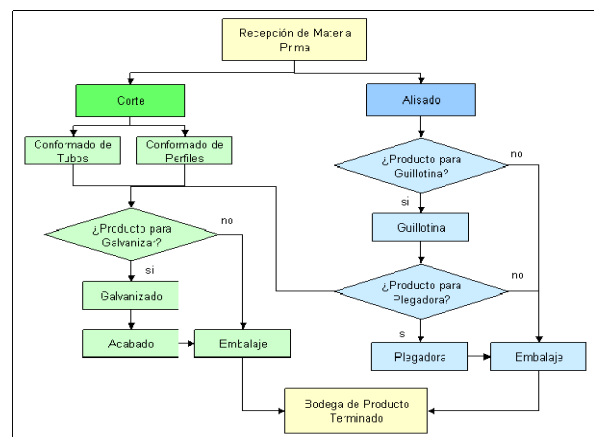 Recepción de Materia
Prima
Corte
Alisado
Conformado de
Tubos
Conformado de
Perfiles
¿Producto para
Guillotina?
no
si
¿Producto para
Galvanizar?
no
Guillotina
si
Galvanizado
¿Producto para
Plegadora?
no
s
Acabado
Embalaje
Plegadora
Embalaje
Bodega de Producto
Terminado